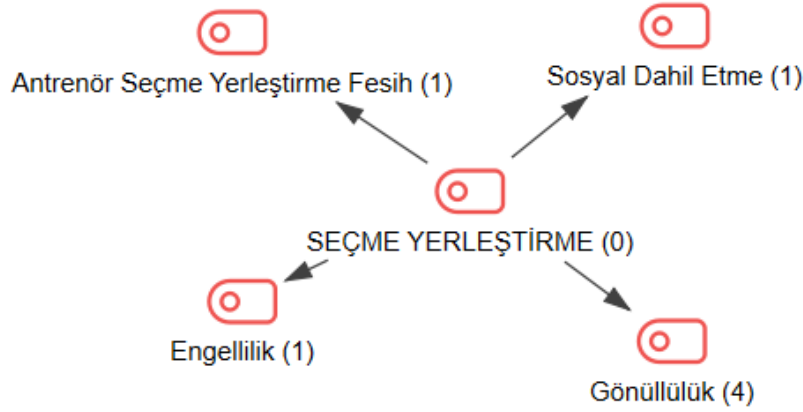 Antrenör Seçme Yerleştirme Fesih (1)
Sosyal Dahil Etme (1)
SEÇME YERLEŞTİRME (0)
Engellilik (1)
Gönüllülük (4)